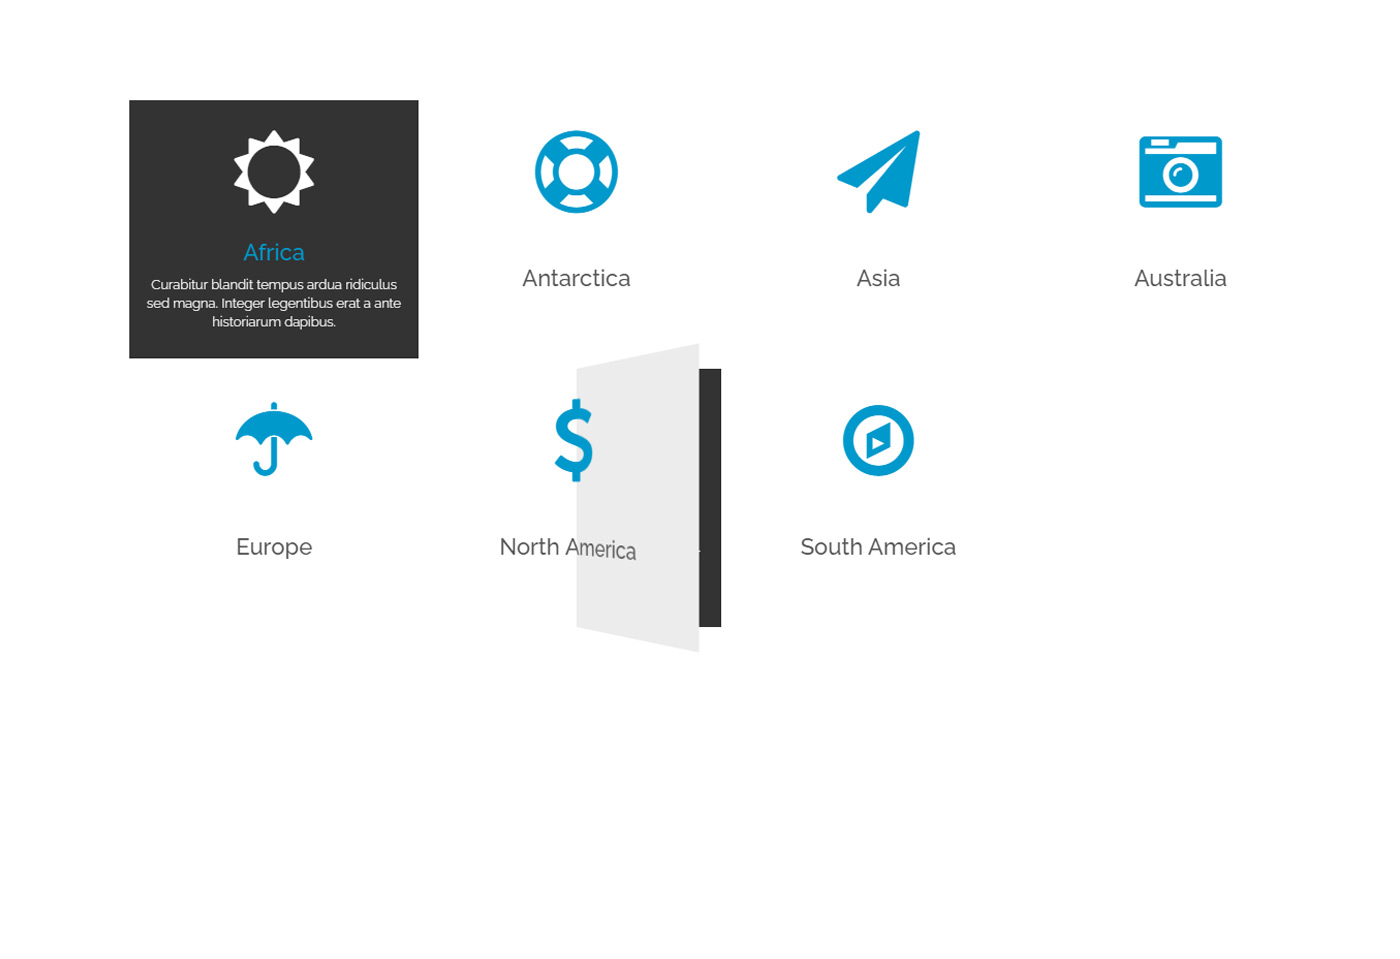 Africa
Curabitur blandit tempus ardua ridiculus
sed magna. Integer legentibus erat a ante
historiarum dapibus.
Antarctica
Asia
Australia
Europe
North America
South America